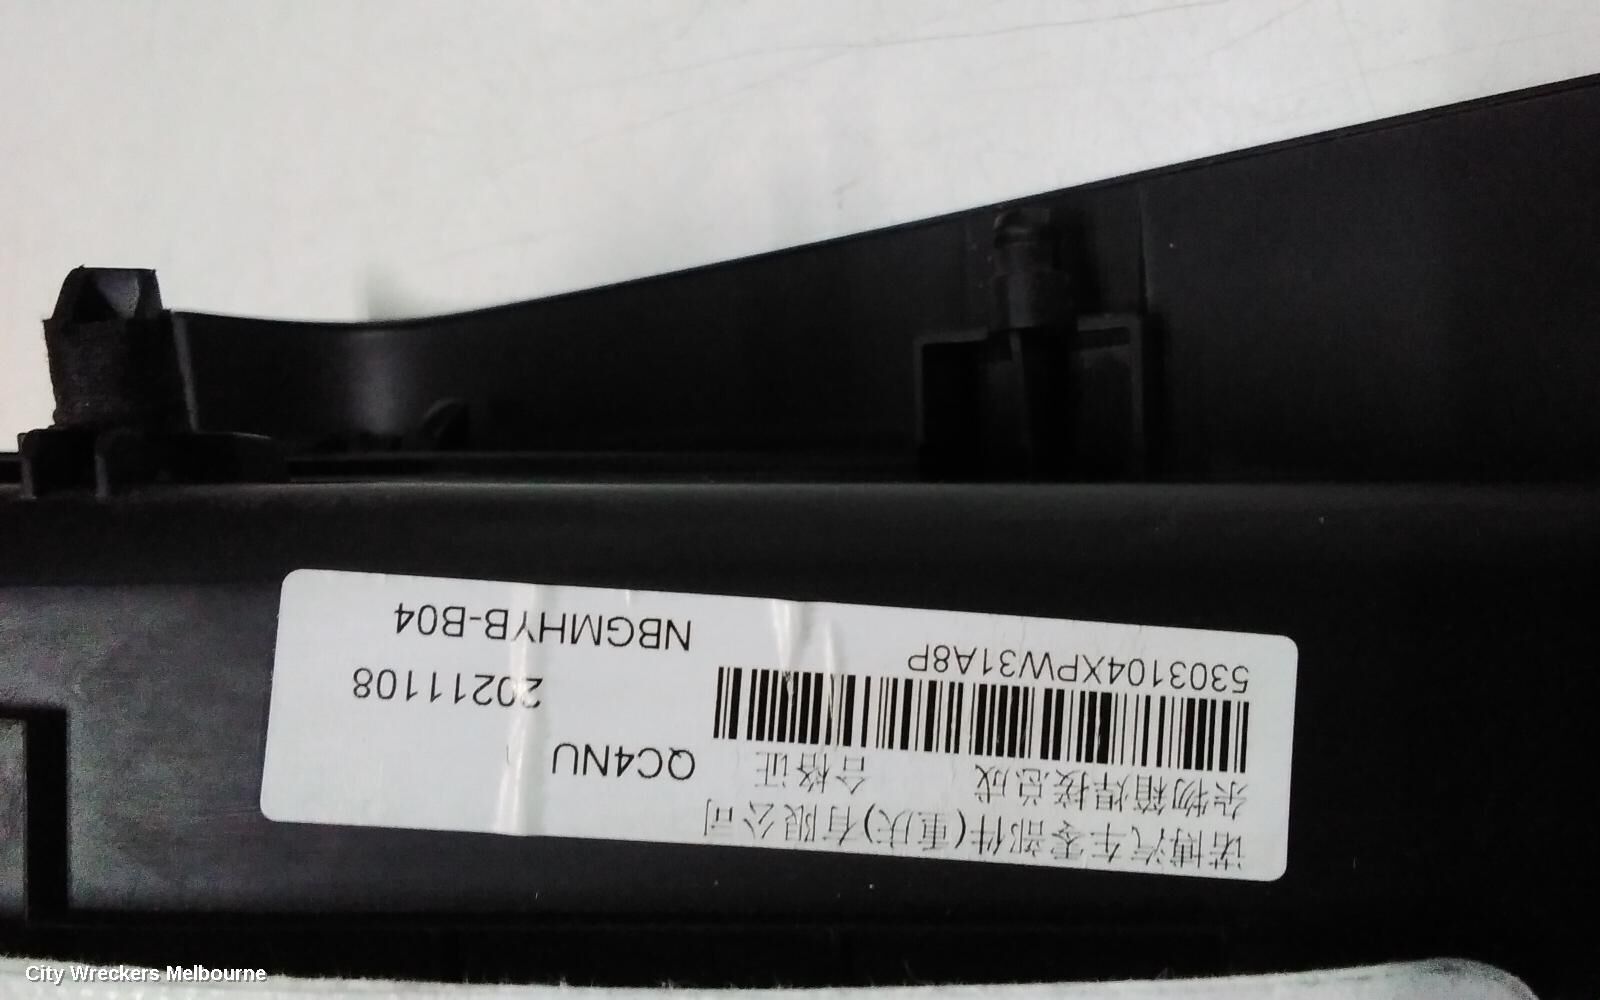 诺博汽车零部件(重庆)有限公司
杂物箱焊接总成 合格证
QC4NU
5303104XPW31A8P
20211108
NBGMHYB-B04
City Wreckers Melbourne